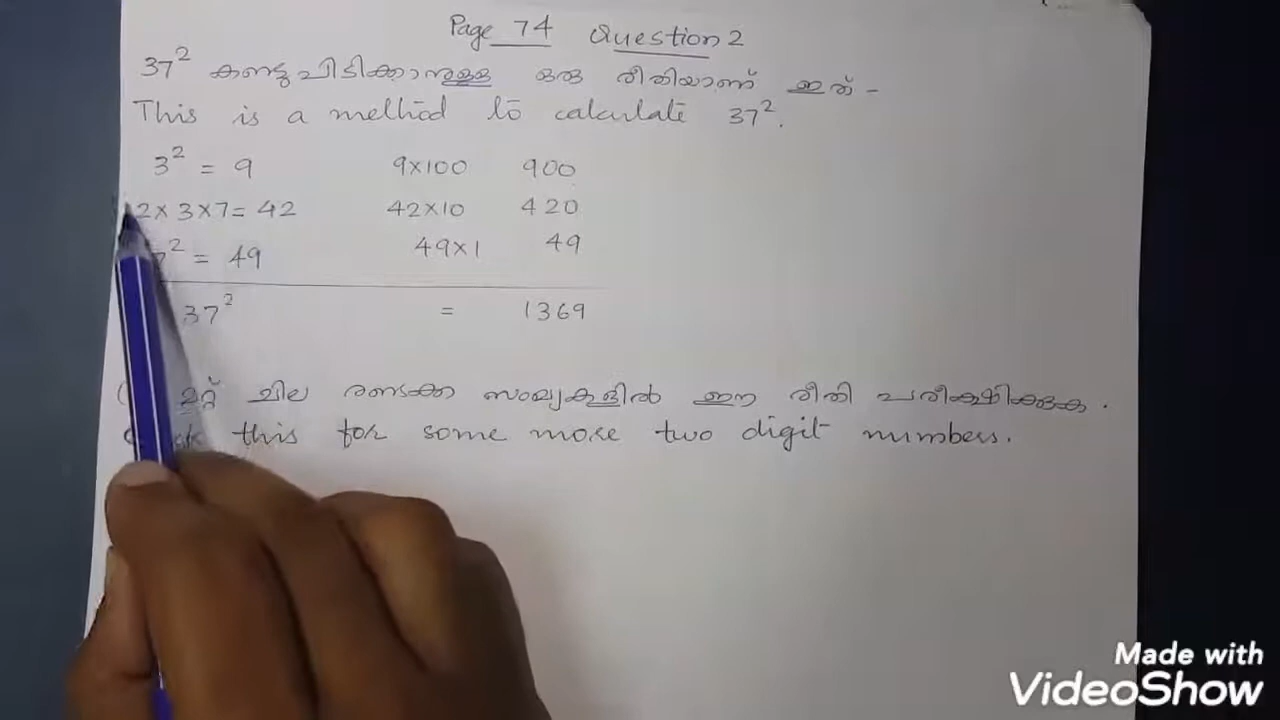 Page 74 Question 2
37² കണ്ടുപിടിക്കാനുള്ള ഒരു രീതിയാണ് ഇത് -
This is a method to calculate 37².
3² = 9 9×100 900
2× 3×7= 42 42×10 420
7² = 49 49×1 49
37² = 1369
മറ്റ് ചില രണ്ടക്ക സംഖ്യകളിൽ ഈ രീതി പരീക്ഷിക്കുക.
this for some more two digit numbers.
Made with
VideoShow